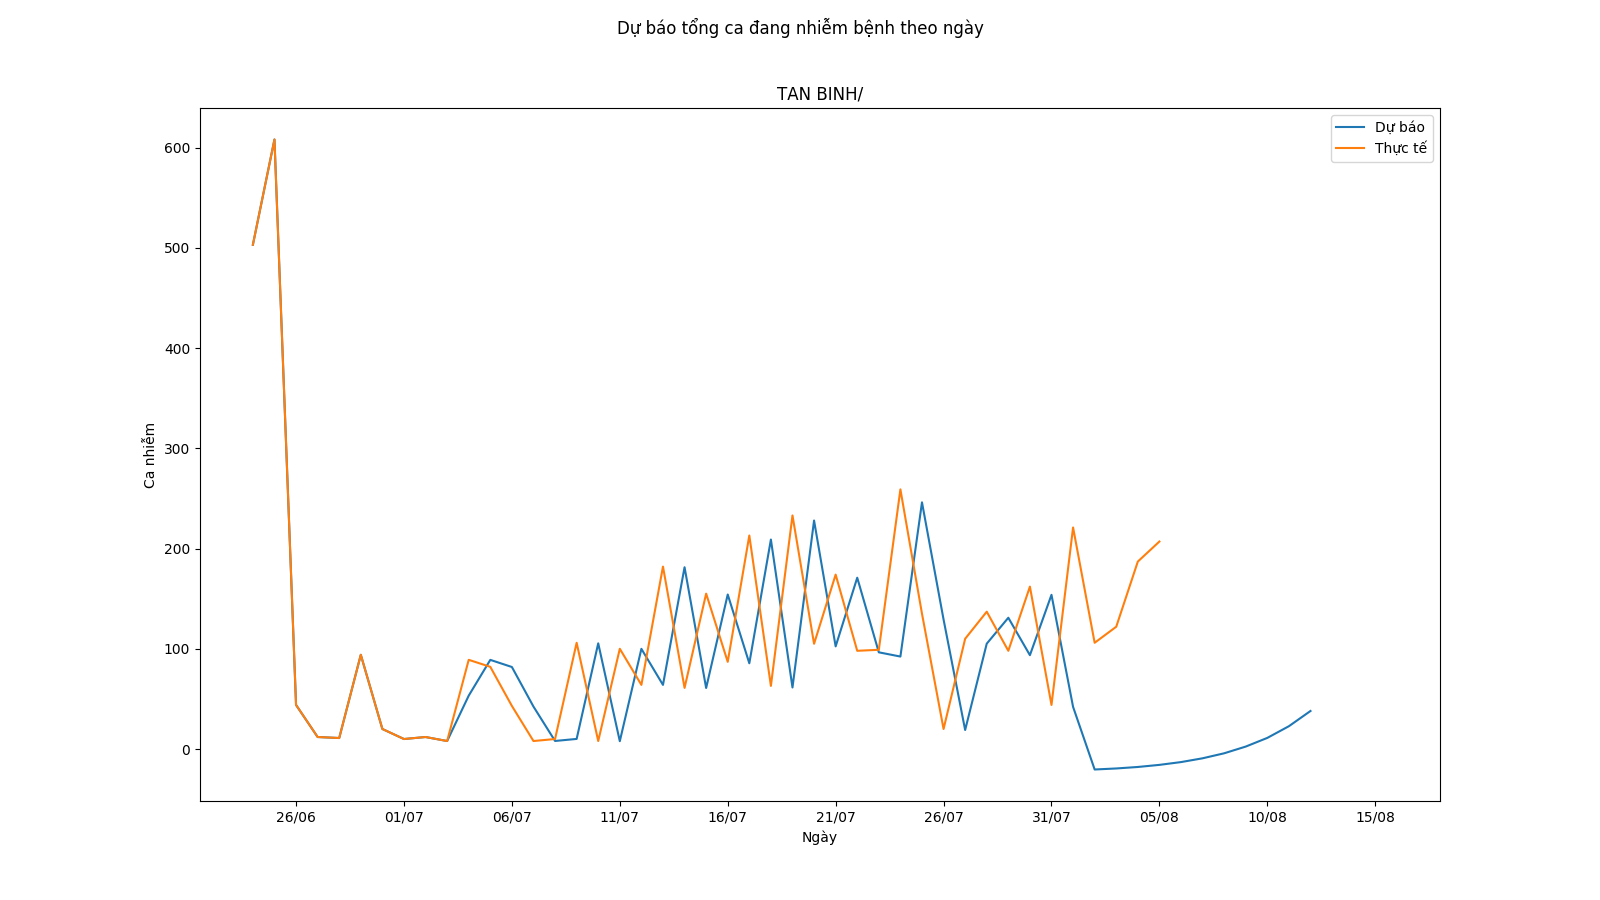 Dự báo tổng ca đang nhiễm bệnh theo ngày
TAN BINH/
Dự báo
Thực tế
600
500
400
300
200
100
0
Ca nhiễm
26/06 01/07 06/07 11/07 16/07 21/07 26/07 31/07 05/08 10/08 15/08
Ngày